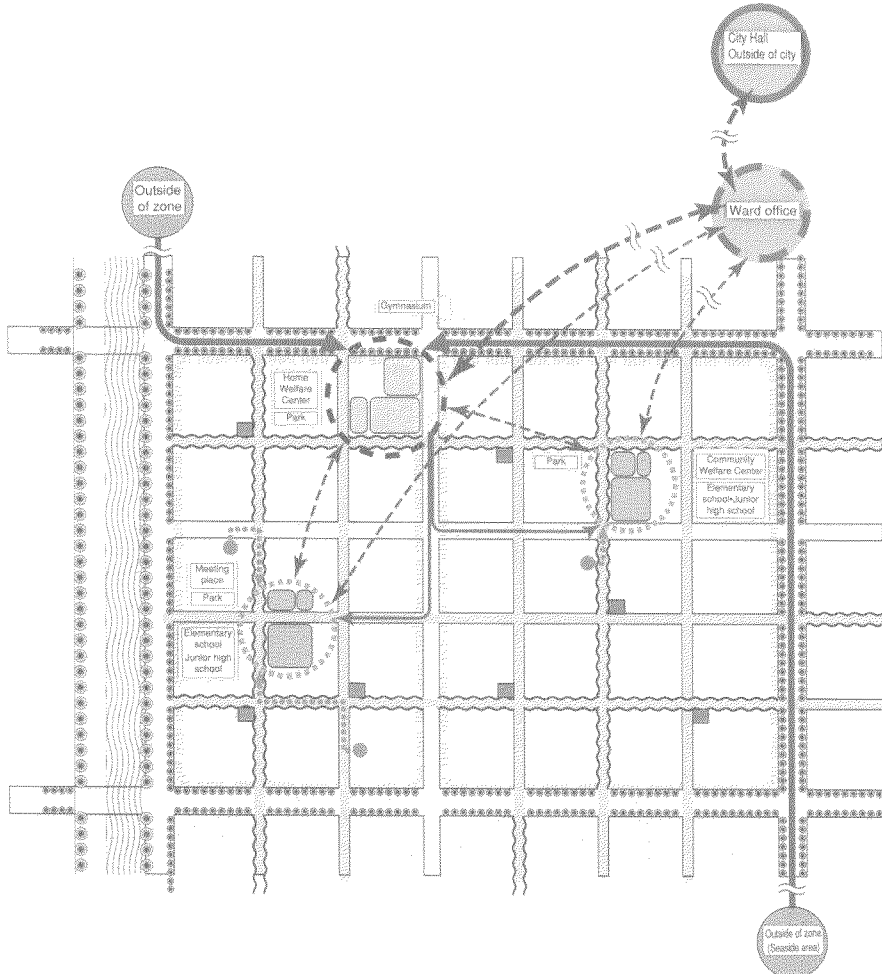 City Hall
Outside of city
Outside
of zone
Ward office
Gymnasium
Home
Welfare
Center
Park
Park
Community
Welfare Center
Elementary
school•Junior
high school
Meeting
place
Park
Elementary
school
Junior high
school
Outside of zone
(Seaside area)